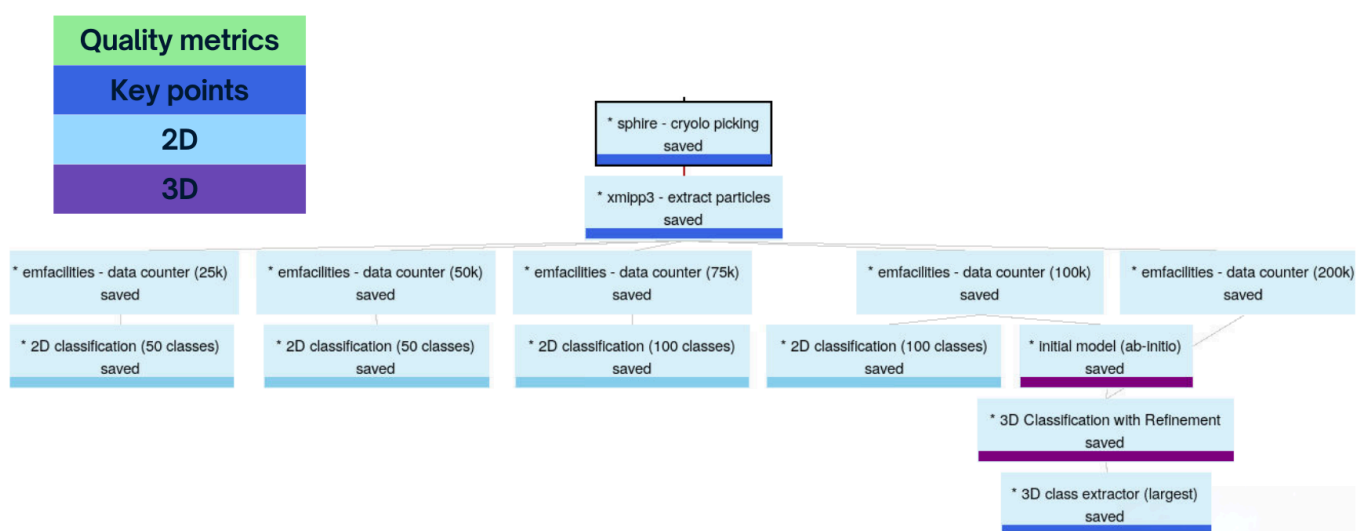 Quality metrics
Key points
2D
3D
* sphire - cryolo picking
saved
* xmipp3 - extract particles
saved
* emfacilities - data counter (25k)
saved
* emfacilities - data counter (50k)
saved
* emfacilities - data counter (75k)
saved
* emfacilities - data counter (100k)
saved
* emfacilities - data counter (200k)
saved
* 2D classification (50 classes)
saved
* 2D classification (50 classes)
saved
* 2D classification (100 classes)
saved
* 2D classification (100 classes)
saved
* initial model (ab-initio)
saved
* 3D Classification with Refinement
saved
* 3D class extractor (largest)
saved